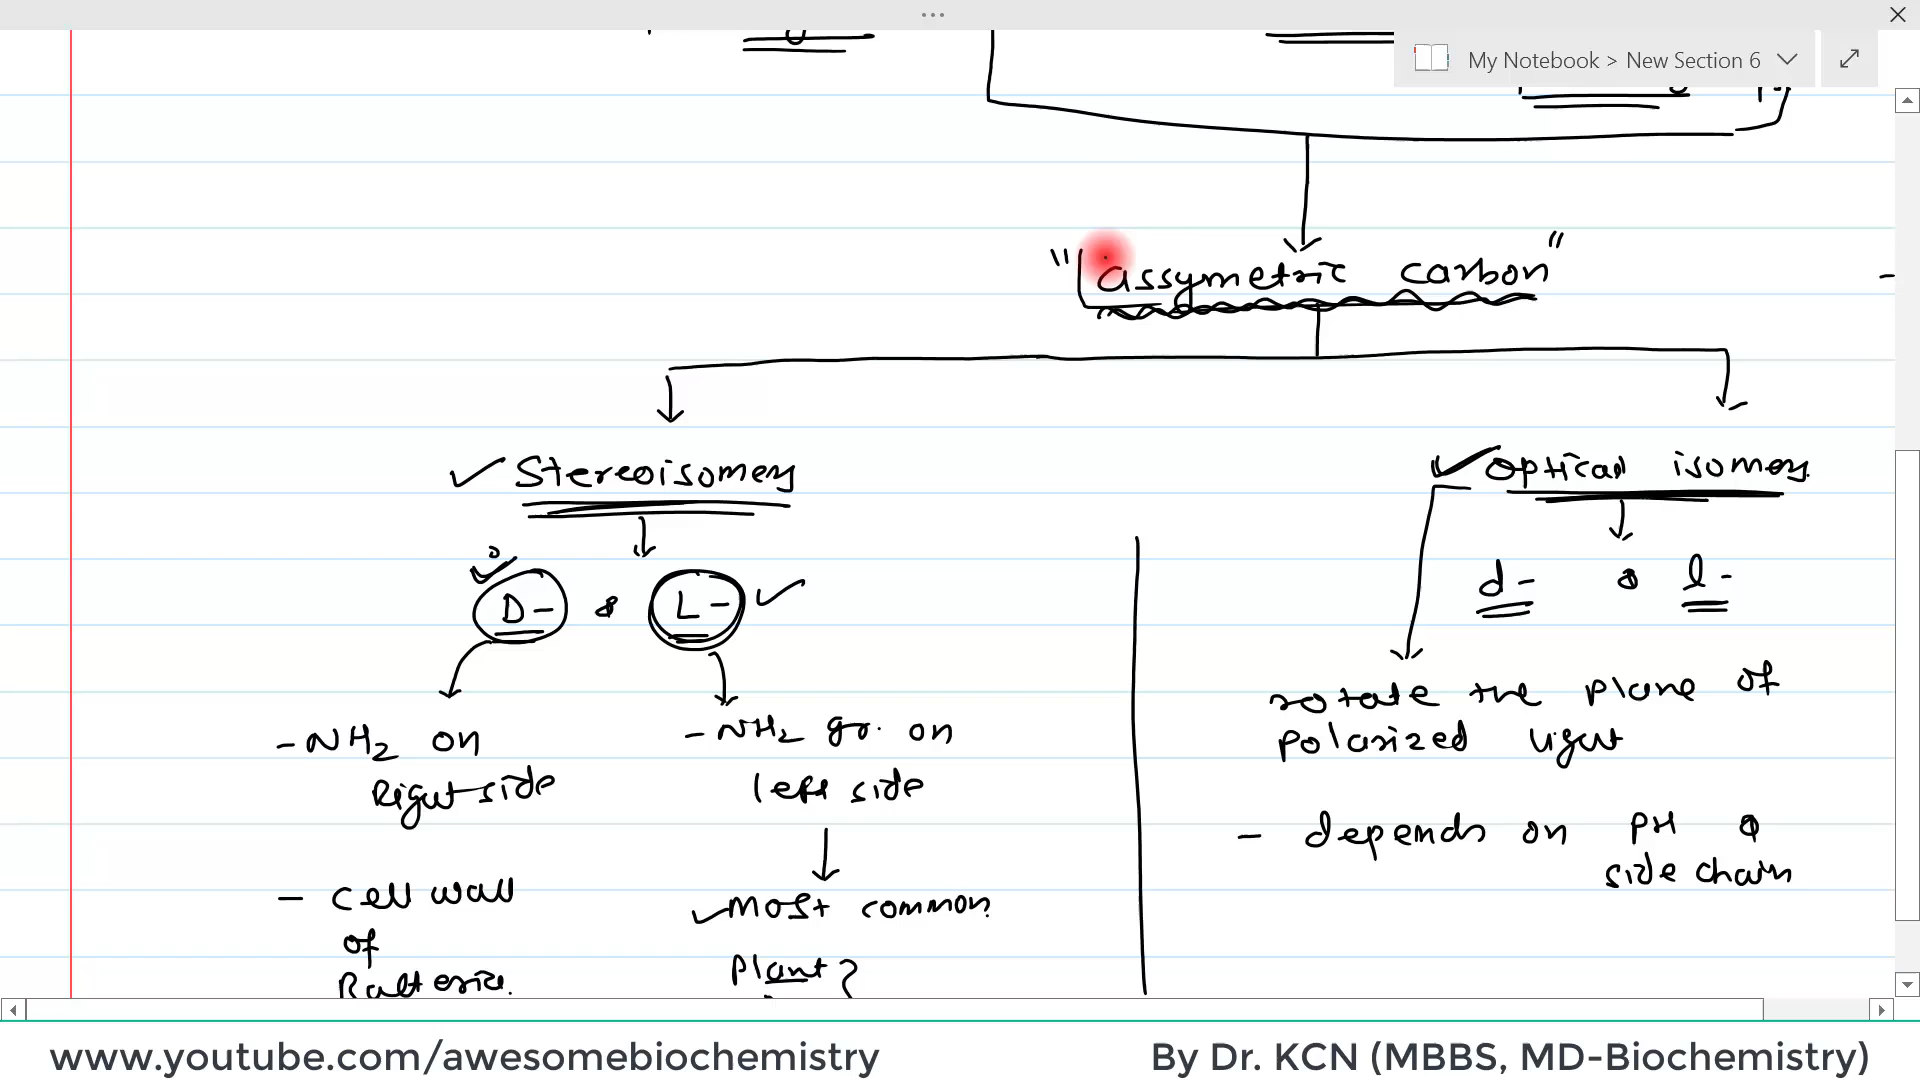 My Notebook > New Section 6
"assymetric carbon"
Stereoisomers
Optical isomers
D- & L-
d- & l-
-NH2 on
Right side
-NH2 gr. on
left side
rotate the plane of
polarized light
- depends on PH &
side chain
- Cell wall
of
Bacteria.
Most common
Plant
www.youtube.com/awesomebiochemistry
By Dr. KCN (MBBS, MD-Biochemistry)